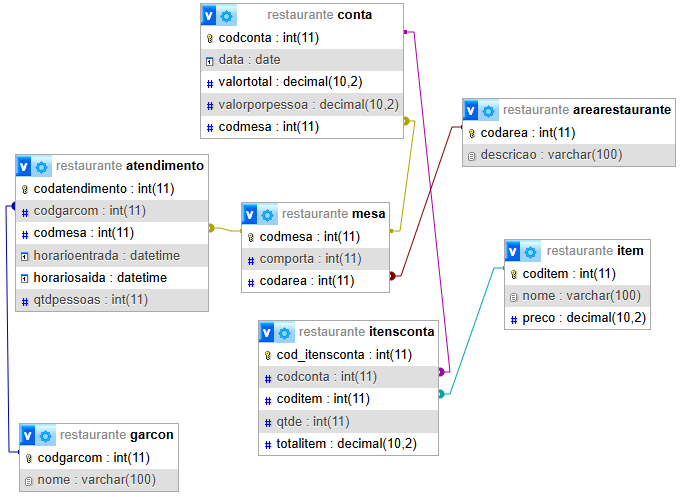 restaurante conta
codconta : int(11)
data : date
valortotal : decimal(10,2)
valorporpessoa : decimal(10,2)
codmesa : int(11)
restaurante arearestaurante
codarea : int(11)
descricao : varchar(100)
restaurante atendimento
codatendimento : int(11)
codgarcom : int(11)
codmesa : int(11)
horarioentrada : datetime
horariosaida : datetime
qtdpessoas : int(11)
restaurante mesa
codmesa : int(11)
comporta : int(11)
codarea : int(11)
restaurante item
coditem : int(11)
nome : varchar(100)
preco : decimal(10,2)
restaurante itensconta
cod_itensconta : int(11)
codconta : int(11)
coditem : int(11)
qtde : int(11)
totalitem : decimal(10,2)
restaurante garcon
codgarcom : int(11)
nome : varchar(100)